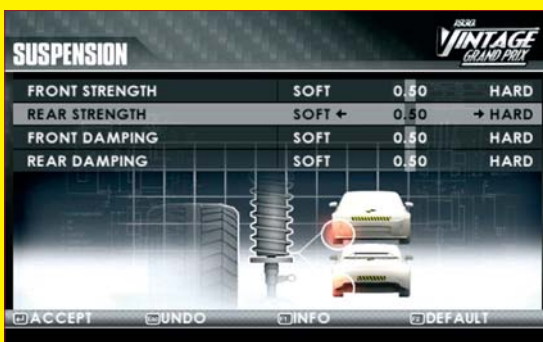 VINTAGE
GRAND PRIX
SUSPENSION
FRONT STRENGTH SOFT 0.50 HARD
REAR STRENGTH SOFT ← 0.50 → HARD
FRONT DAMPING SOFT 0.50 HARD
REAR DAMPING SOFT 0.50 HARD
ACCEPT UNDO INFO DEFAULT